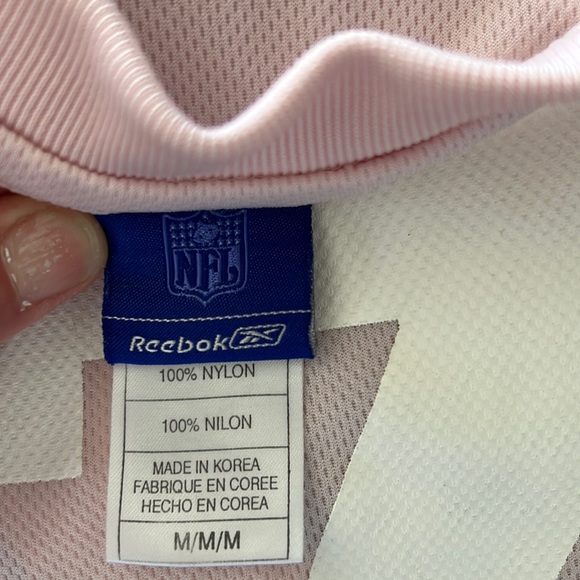 NFL
Reebok
100% NYLON
100% NILON
MADE IN KOREA
FABRIQUE EN COREE
HECHO EN COREA
M/M/M